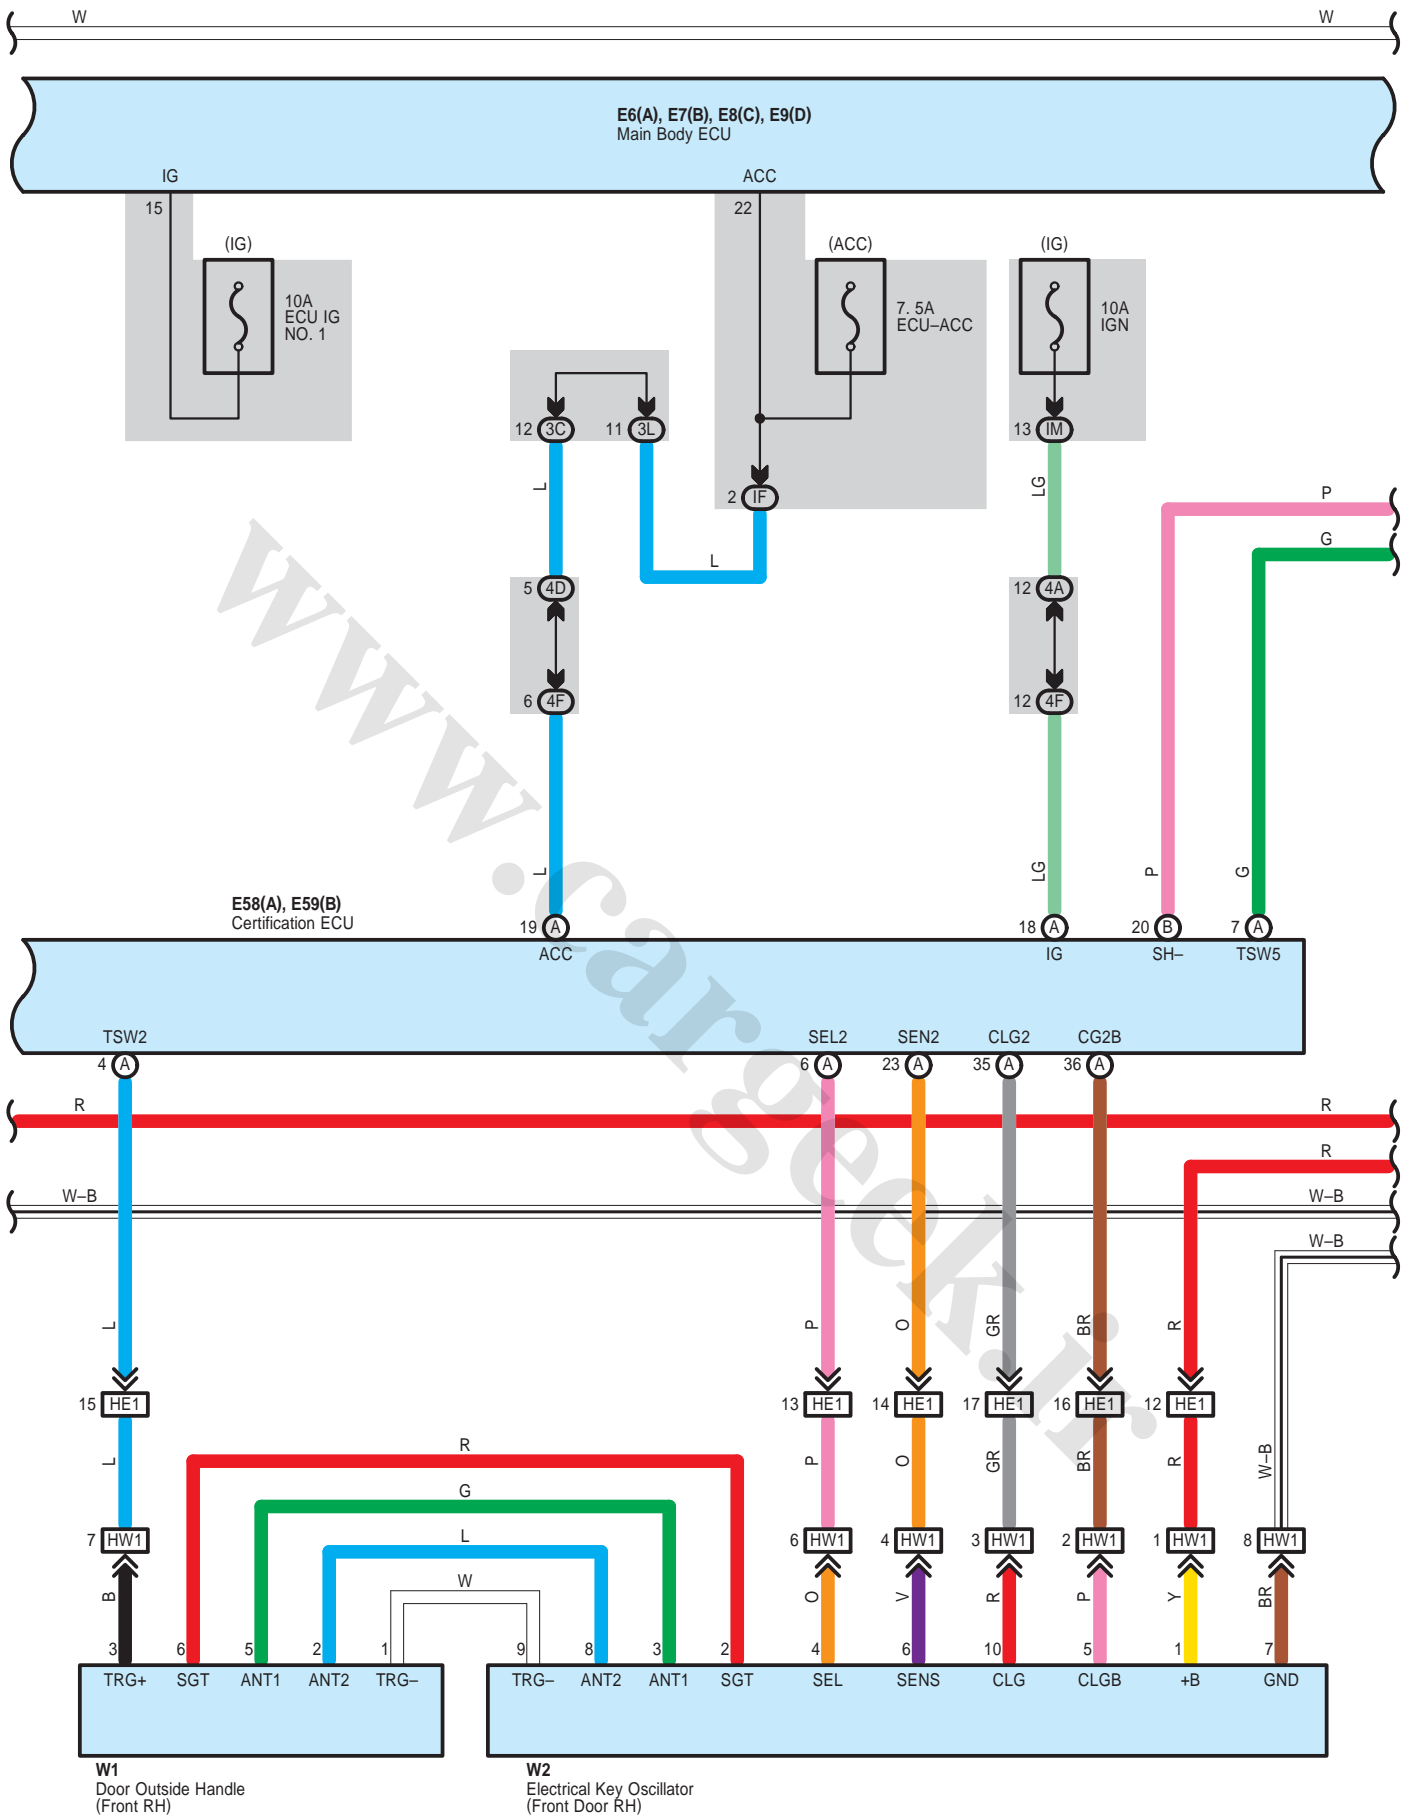 W W
E6(A), E7(B), E8(C), E9(D)
Main Body ECU
IG ACC
15 22
(IG) (ACC) (IG)
10A
ECU IG
NO. 1
7. 5A
ECU–ACC
10A
IGN
12 3C 11 3L 13 IM
2 IF
L LG
P
G
L
5 4D 12 4A
6 4F 12 4F
L LG P G
E58(A), E59(B)
Certification ECU
19 A 18 A 20 B 7 A
ACC IG SH– TSW5
TSW2 SEL2 SEN2 CLG2 CG2B
4 A 6 A 23 A 35 A 36 A
R R
R
W–B W–B
W–B
L P O GR BR R
15 HE1 13 HE1 14 HE1 17 HE1 16 HE1 12 HE1
R
L P O GR BR R W–B
G
7 HW1 6 HW1 4 HW1 3 HW1 2 HW1 1 HW1 8 HW1
L
W
B O V R P Y BR
3 6 5 2 1 9 8 3 2 4 6 10 5 1 7
TRG+ SGT ANT1 ANT2 TRG– TRG– ANT2 ANT1 SGT SEL SENS CLG CLGB +B GND
W1
Door Outside Handle
(Front RH)
W2
Electrical Key Oscillator
(Front Door RH)
www.cargeek.ir